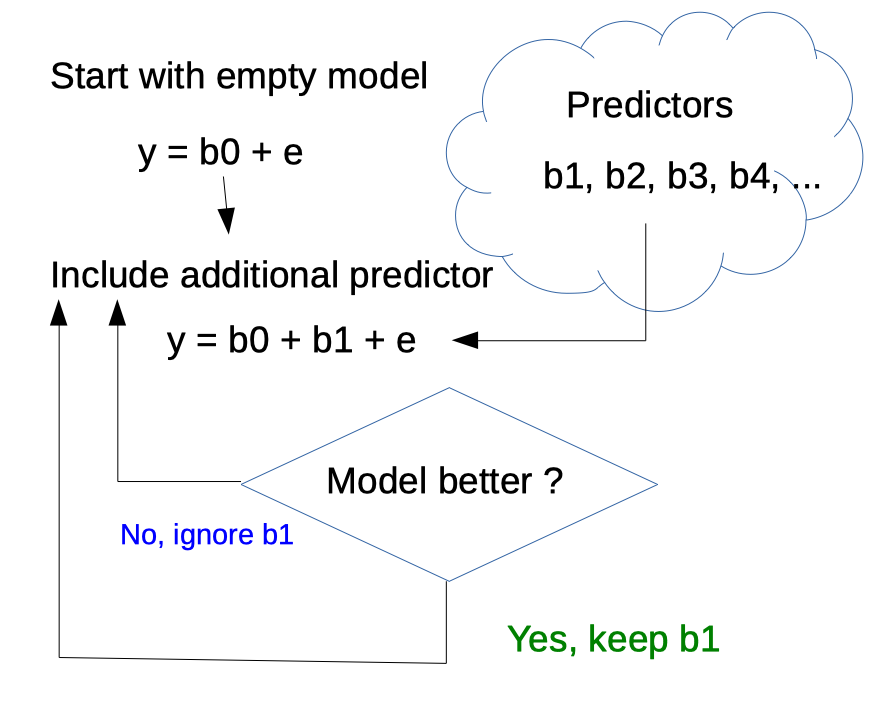 Start with empty model
y = b0 + e
Predictors
b1, b2, b3, b4, ...
Include additional predictor
y = b0 + b1 + e
Model better ?
No, ignore b1
Yes, keep b1